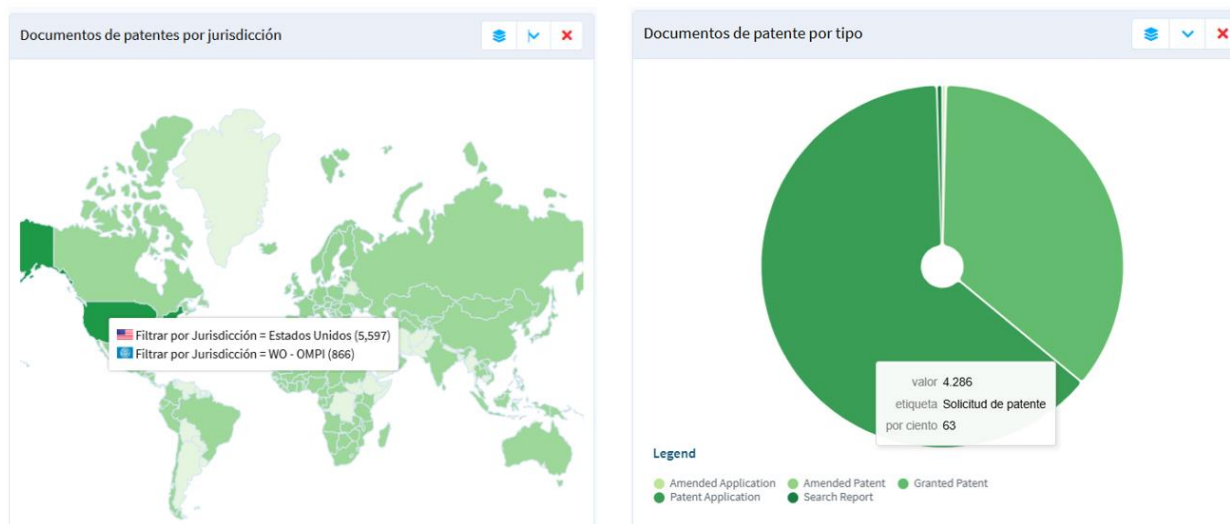 Documentos de patentes por jurisdicción
Filtrar por Jurisdicción = Estados Unidos (5,597)
Filtrar por Jurisdicción = WO - OMPI (866)
Documentos de patente por tipo
valor 4.286
etiqueta Solicitud de patente
por ciento 63
Legend
Amended Application Amended Patent Granted Patent
Patent Application Search Report